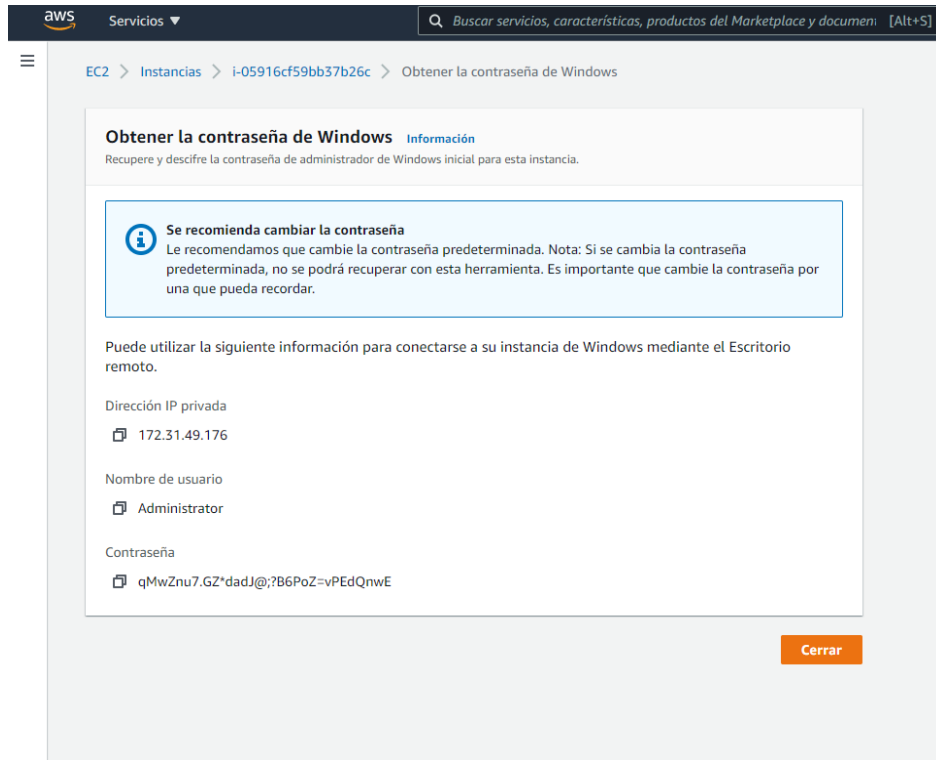 aws
Servicios ▼
Buscar servicios, características, productos del Marketplace y documen [Alt+S]
EC2 > Instancias > i-05916cf59bb37b26c > Obtener la contraseña de Windows
Obtener la contraseña de Windows Información
Recupere y descifre la contraseña de administrador de Windows inicial para esta instancia.
Se recomienda cambiar la contraseña
Le recomendamos que cambie la contraseña predeterminada. Nota: Si se cambia la contraseña
predeterminada, no se podrá recuperar con esta herramienta. Es importante que cambie la contraseña por
una que pueda recordar.
Puede utilizar la siguiente información para conectarse a su instancia de Windows mediante el Escritorio
remoto.
Dirección IP privada
172.31.49.176
Nombre de usuario
Administrator
Contraseña
qMwZnu7.GZ*dadJ@;?B6PoZ=vPEdQnwE
Cerrar